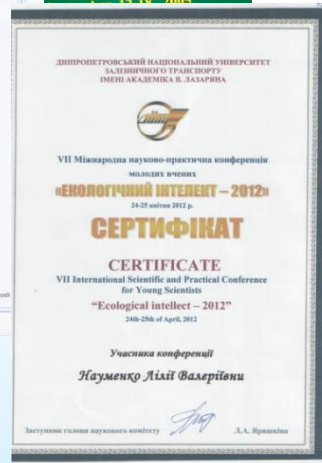 ДНІПРОПЕТРОВСЬКИЙ НАЦІОНАЛЬНИЙ УНІВЕРСИТЕТ
ЗАЛІЗНИЧНОГО ТРАНСПОРТУ
ІМЕНІ АКАДЕМІКА В. ЛАЗАРЯНА
VII Міжнародна науково-практична конференція
молодих вчених
«ЕКОЛОГІЧНИЙ ІНТЕЛЕКТ – 2012»
24-25 квітня 2012 р.
СЕРТИФІКАТ
CERTIFICATE
VII International Scientific and Practical Conference
for Young Scientists
“Ecological intellect – 2012”
24th-25th of April, 2012
Учасника конференції
Науменко Лілії Валеріївни
Заступник голови наукового комітету
Л.А. Яришкіна